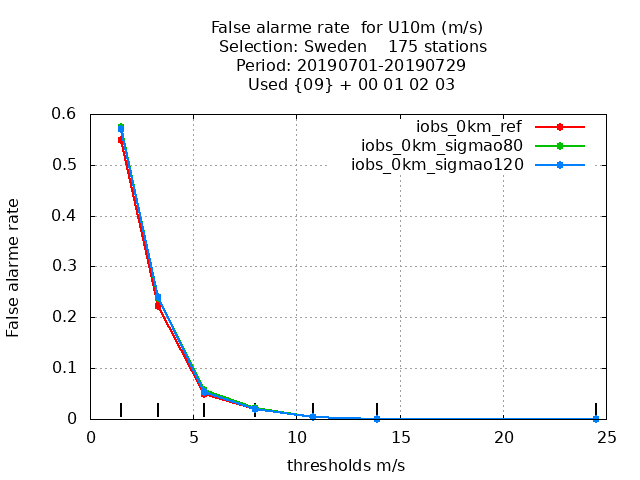 False alarme rate  for U10m (m/s)
Selection: Sweden    175 stations
Period: 20190701-20190729
Used {09} + 00 01 02 03
iobs_0km_ref
iobs_0km_sigmao80
iobs_0km_sigmao120
False alarme rate
0.6
0.5
0.4
0.3
0.2
0.1
0
0 5 10 15 20 25
thresholds m/s